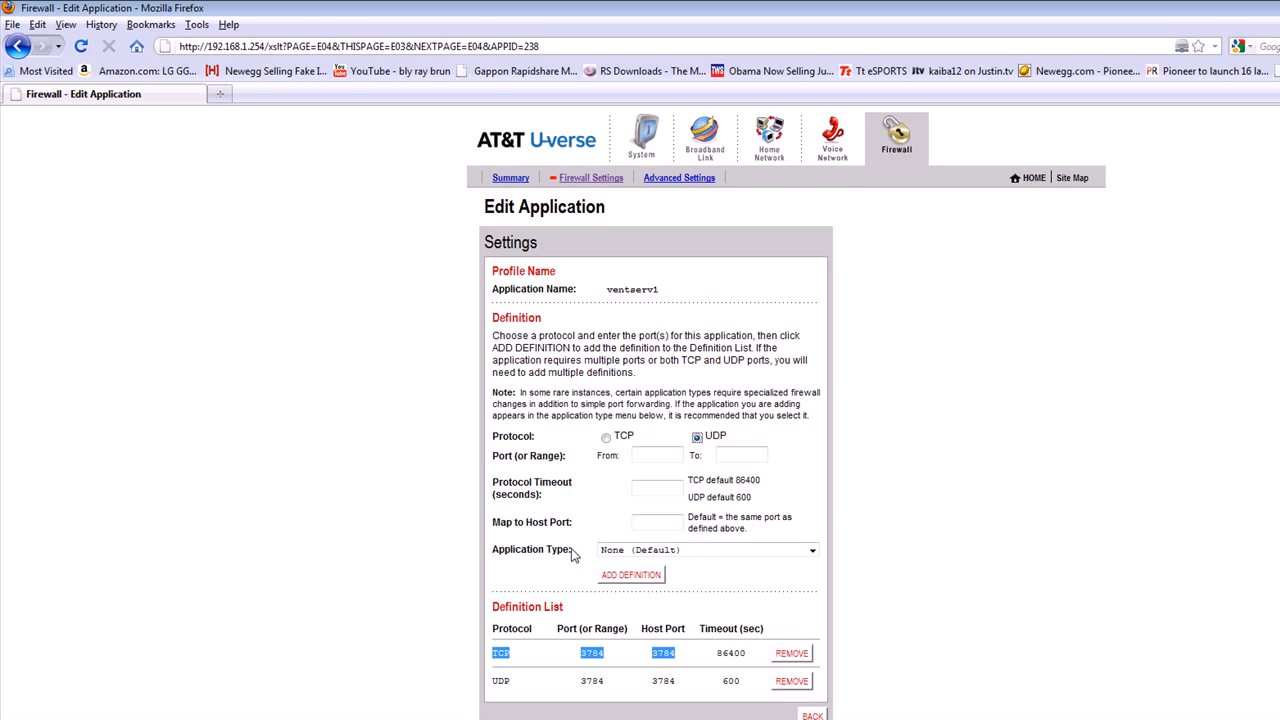 Firewall - Edit Application - Mozilla Firefox
File Edit View History Bookmarks Tools Help
http://192.168.1.254/xslt?PAGE=E04&THISPAGE=E03&NEXTPAGE=E04&APPID=238
Goog
Most Visited Amazon.com: LG GG... Newegg Selling Fake I... YouTube - bly ray brun Gappon Rapidshare M... RS Downloads - The M... Obama Now Selling Ju... Tt eSPORTS kaiba12 on Justin.tv Newegg.com - Pionee... Pioneer to launch 16 la...
Firewall - Edit Application
AT&T U-verse
System
Broadband Link
Home Network
Voice Network
Firewall
Summary Firewall Settings Advanced Settings HOME | Site Map
Edit Application
Settings
Profile Name
Application Name: ventserv1
Definition
Choose a protocol and enter the port(s) for this application, then click
ADD DEFINITION to add the definition to the Definition List. If the
application requires multiple ports or both TCP and UDP ports, you will
need to add multiple definitions.
Note: In some rare instances, certain application types require specialized firewall
changes in addition to simple port forwarding. If the application you are adding
appears in the application type menu below, it is recommended that you select it.
Protocol: TCP UDP
Port (or Range): From: To:
Protocol Timeout (seconds): TCP default 86400
UDP default 600
Map to Host Port: Default = the same port as
defined above.
Application Type: None (Default)
ADD DEFINITION
Definition List
Protocol Port (or Range) Host Port Timeout (sec)
TCP 3784 3784 86400 REMOVE
UDP 3784 3784 600 REMOVE
BACK